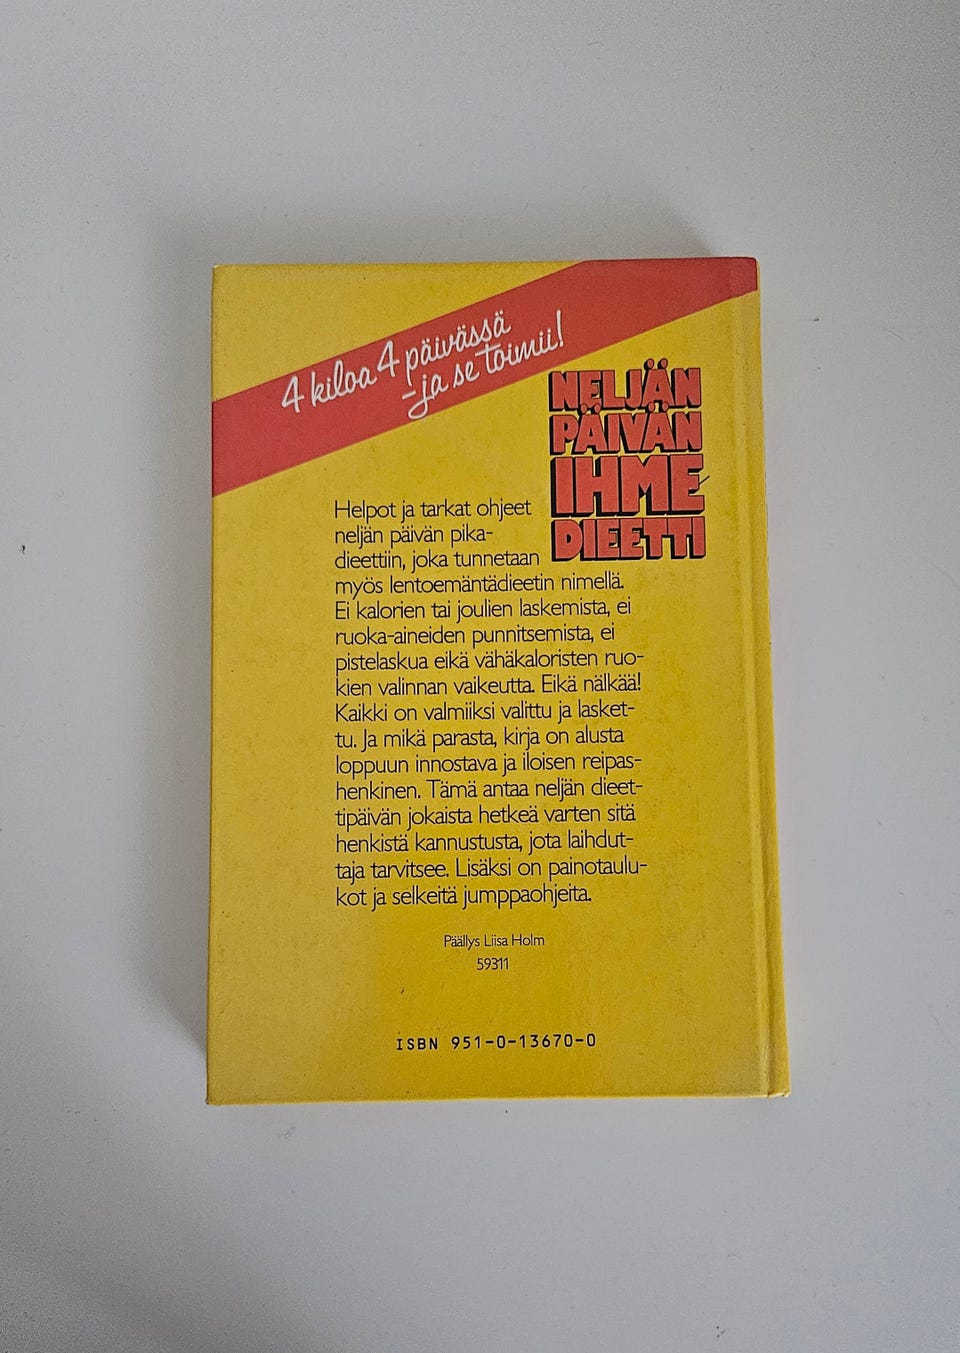 4 kiloa 4 päivässä
-ja se toimii!
NELJÄN
PÄIVÄN
IHME
DIEETTI
Helpot ja tarkat ohjeet
neljän päivän pika-
dieettiin, joka tunnetaan
myös lentoemäntädieetin nimellä.
Ei kalorien tai joulien laskemista, ei
ruoka-aineiden punnitsemista, ei
pistelaskua eikä vähäkaloristen ruo-
kien valinnan vaikeutta. Eikä nälkää!
Kaikki on valmiiksi valittu ja lasket-
tu. Ja mikä parasta, kirja on alusta
loppuun innostava ja iloisen reipas-
henkinen. Tämä antaa neljän dieet-
tipäivän jokaista hetkeä varten sitä
henkistä kannustusta, jota laihdut-
taja tarvitsee. Lisäksi on painotaulu-
kot ja selkeitä jumppaohjeita.
Päällys Liisa Holm
59311
ISBN 951-0-13670-0